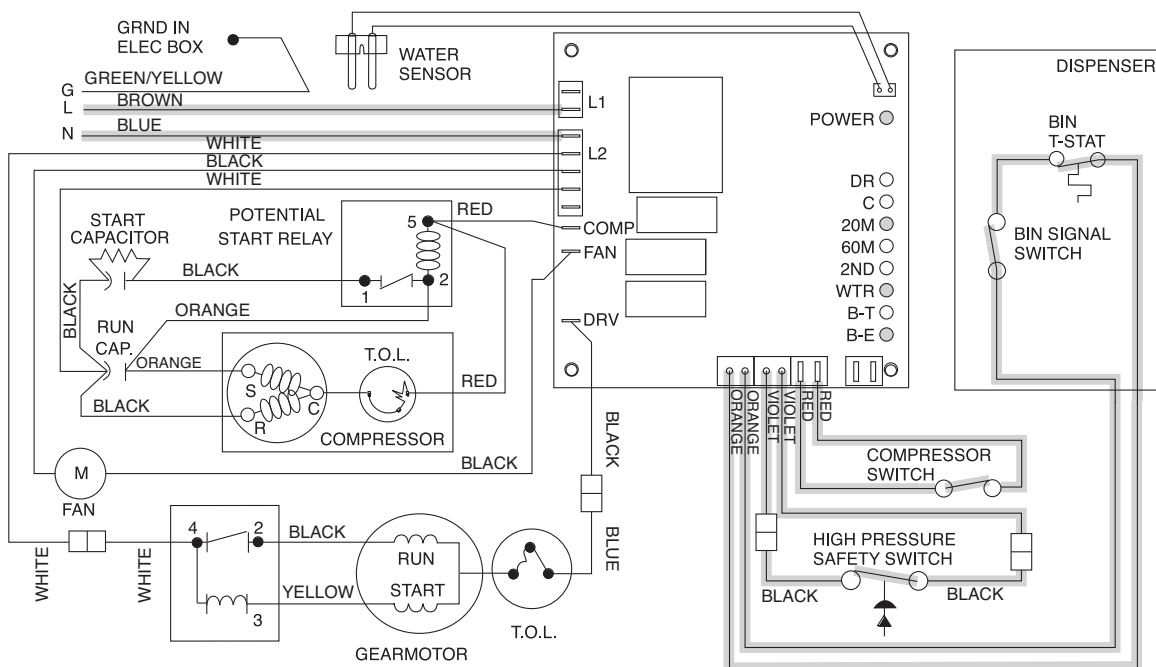 GRND IN
ELEC BOX
WATER
SENSOR
DISPENSER
GREEN/YELLOW
G
BROWN
L
L1
BLUE
N
WHITE
L2
BLACK
WHITE
POWER
BIN
T-STAT
DR
C
20M
60M
2ND
WTR
B-T
B-E
BIN SIGNAL
SWITCH
START
CAPACITOR
POTENTIAL
START RELAY
5
RED
COMP
FAN
BLACK
1
2
ORANGE
BLACK
RUN
CAP.
ORANGE
T.O.L.
DRV
S
C
R
RED
BLACK
COMPRESSOR
ORANGE
ORANGE
VIOLET
VIOLET
RED
RED
BLACK
COMPRESSOR
SWITCH
M
FAN
BLACK
4
2
BLACK
RUN
BLUE
HIGH PRESSURE
SAFETY SWITCH
WHITE
WHITE
YELLOW
START
3
BLACK
BLACK
T.O.L.
GEARMOTOR